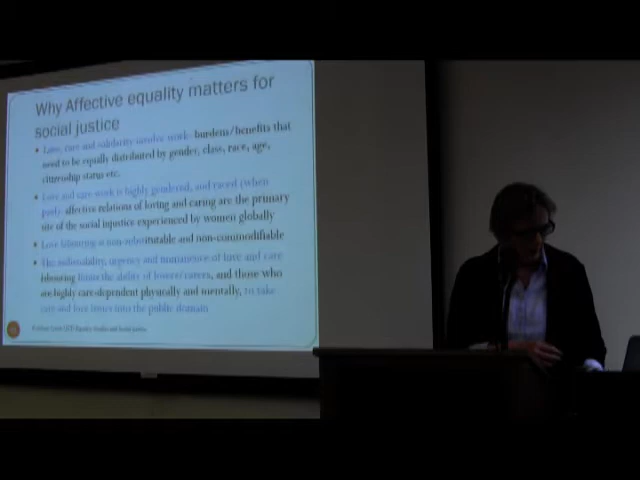 Why Affective equality matters for
social justice
• Love, care and solidarity involve work: burdens/benefits that
need to be equally distributed by gender, class, race, age,
citizenship status etc.
• Love and care work is highly gendered, and raced (when
paid): affective relations of loving and caring are the primary
site of the social injustice experienced by women globally
• Love labouring is non-substitutable and non-commodifiable
• The indivisibility, urgency and immanence of love and care
labouring limits the ability of lovers/carers, and those who
are highly care-dependent physically and mentally, to take
care and love issues into the public domain